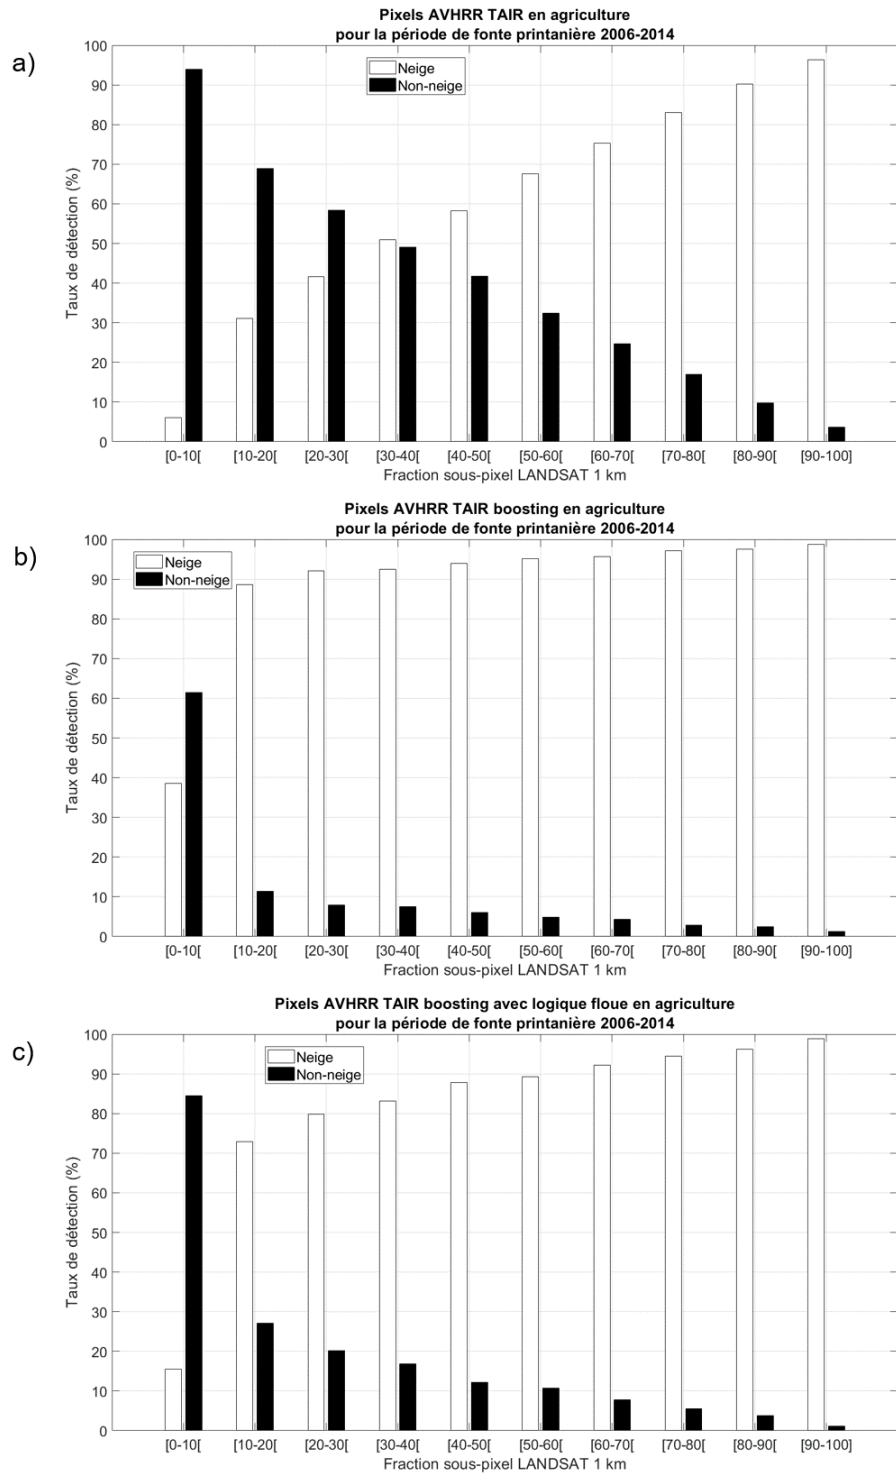 a)
Pixels AVHRR TAIR en agriculture
pour la période de fonte printanière 2006-2014
Neige
Non-neige
Taux de détection (%)
100
90
80
70
60
50
40
30
20
10
0
[0-10[ [10-20[ [20-30[ [30-40[ [40-50[ [50-60[ [60-70[ [70-80[ [80-90[ [90-100]
Fraction sous-pixel LANDSAT 1 km
b)
Pixels AVHRR TAIR boosting en agriculture
pour la période de fonte printanière 2006-2014
Neige
Non-neige
Taux de détection (%)
100
90
80
70
60
50
40
30
20
10
0
[0-10[ [10-20[ [20-30[ [30-40[ [40-50[ [50-60[ [60-70[ [70-80[ [80-90[ [90-100]
Fraction sous-pixel LANDSAT 1 km
c)
Pixels AVHRR TAIR boosting avec logique floue en agriculture
pour la période de fonte printanière 2006-2014
Neige
Non-neige
Taux de détection (%)
100
90
80
70
60
50
40
30
20
10
0
[0-10[ [10-20[ [20-30[ [30-40[ [40-50[ [50-60[ [60-70[ [70-80[ [80-90[ [90-100]
Fraction sous-pixel LANDSAT 1 km